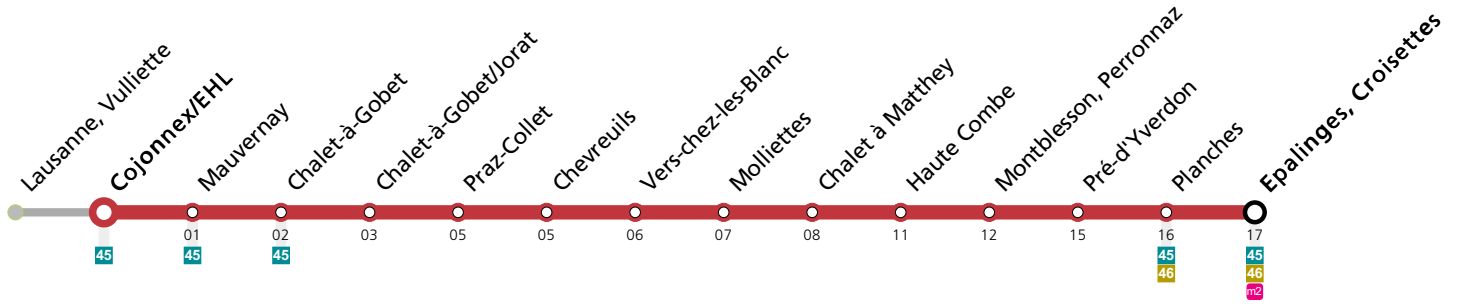 Lausanne, Vulliette
Cojonnex/EHL
Mauvernay
Chalet-à-Gobet
Chalet-à-Gobet/Jorat
Praz-Collet
Chevreuils
Vers-chez-les-Blanc
Molliettes
Chalet à Matthey
Haute Combe
Montblesson, Perronnaz
Pré-d'Yverdon
Planches
Epalinges, Croisettes
01 02 03 05 05 06 07 08 11 12 15 16 17
45 45 45 45 45
46 46
m2